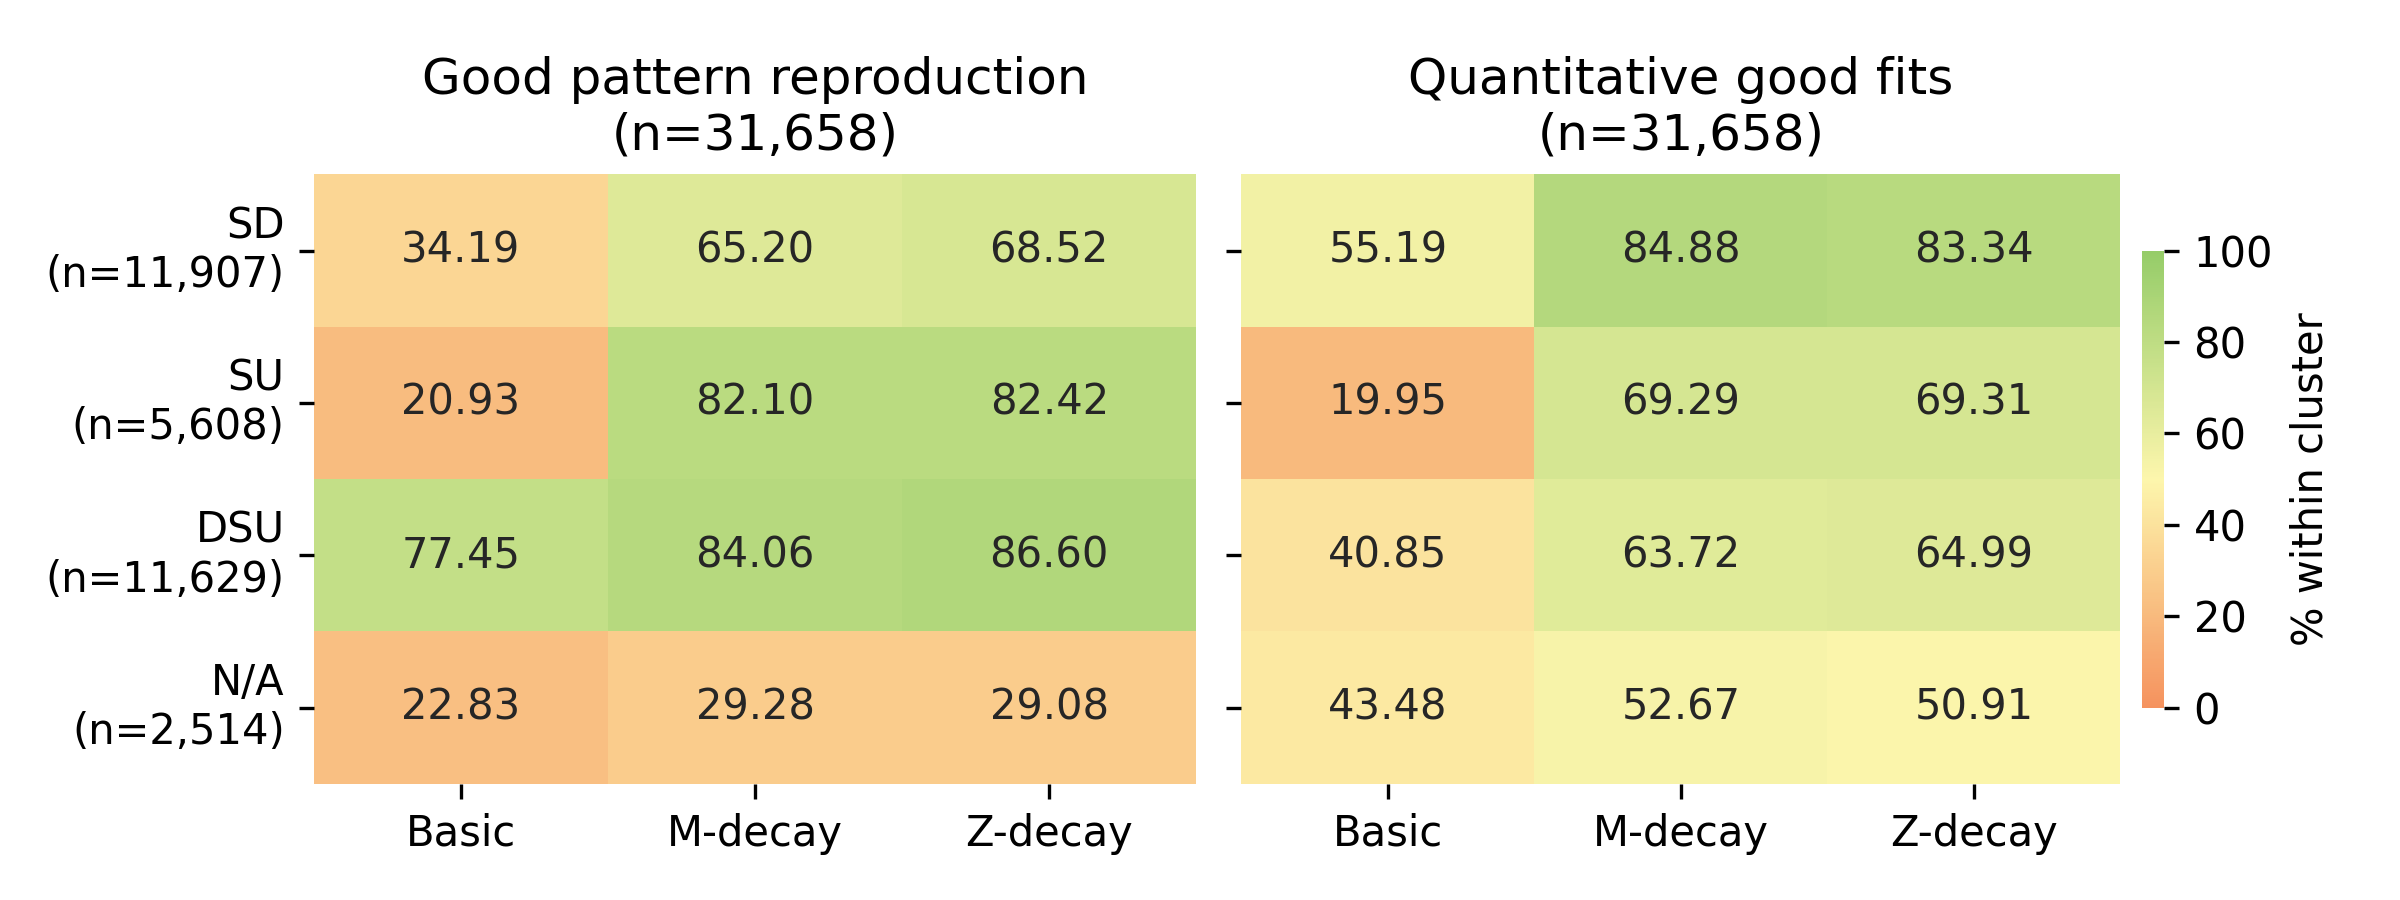 Good pattern reproduction
(n=31,658)
Quantitative good fits
(n=31,658)
SD
(n=11,907)
34.19 65.20 68.52 55.19 84.88 83.34
SU
(n=5,608)
20.93 82.10 82.42 19.95 69.29 69.31
DSU
(n=11,629)
77.45 84.06 86.60 40.85 63.72 64.99
N/A
(n=2,514)
22.83 29.28 29.08 43.48 52.67 50.91
Basic M-decay Z-decay Basic M-decay Z-decay
100
80
60
40
20
0
% within cluster